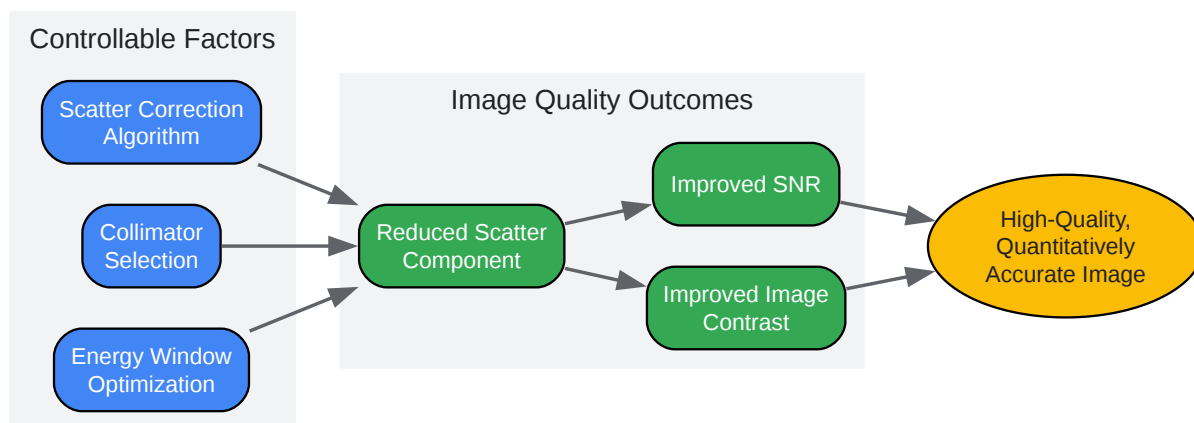 Controllable Factors
Scatter Correction
Algorithm
Collimator
Selection
Energy Window
Optimization
Image Quality Outcomes
Reduced Scatter
Component
Improved SNR
Improved Image
Contrast
High-Quality,
Quantitatively
Accurate Image